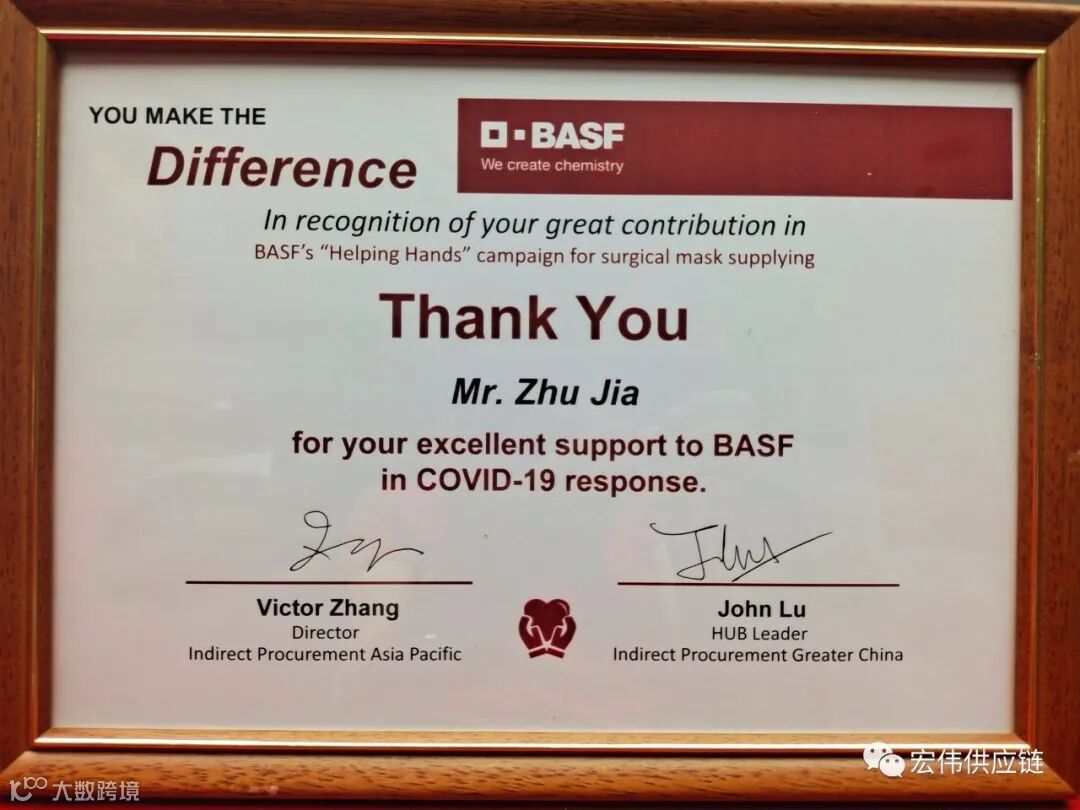 YOU MAKE THE
Difference
BASF
We create chemistry
In recognition of your great contribution in
BASF's “Helping Hands” campaign for surgical mask supplying
Thank You
Mr. Zhu Jia
for your excellent support to BASF
in COVID-19 response.
Victor Zhang
Director
Indirect Procurement Asia Pacific
John Lu
HUB Leader
Indirect Procurement Greater China
宏伟供应链
大数跨境